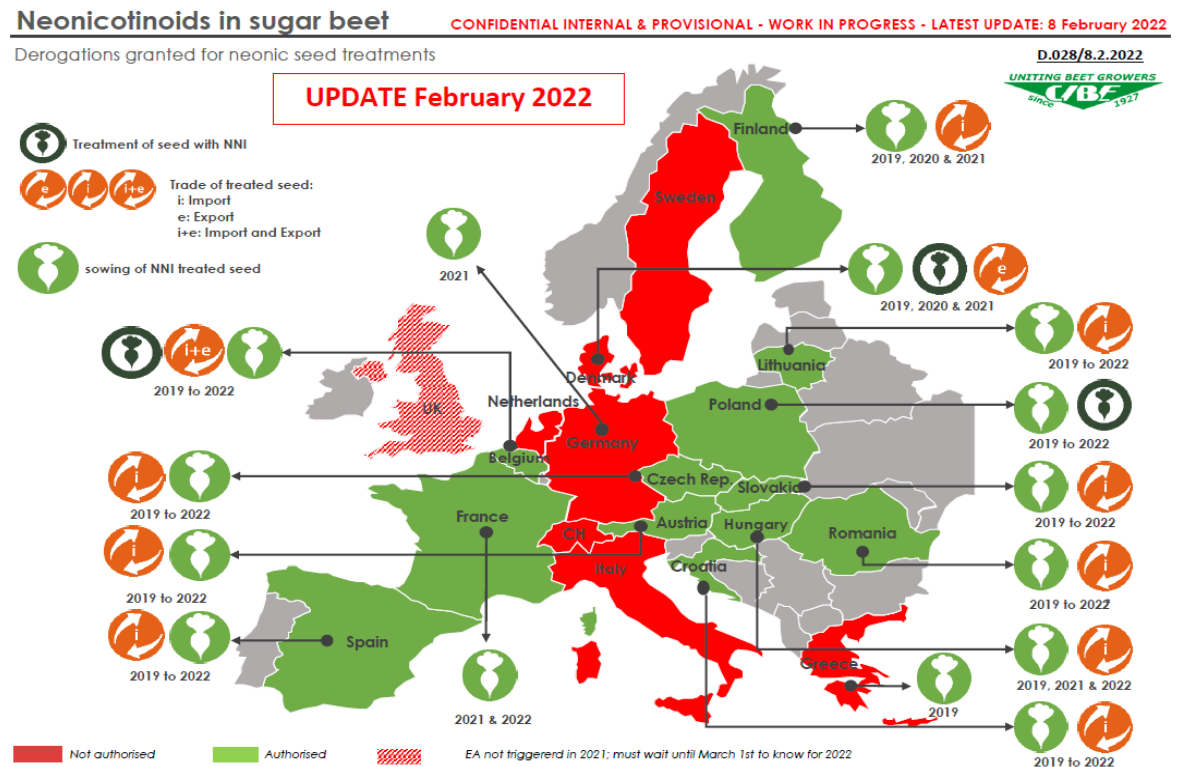 Neonicotinoids in sugar beet
CONFIDENTIAL INTERNAL & PROVISIONAL - WORK IN PROGRESS - LATEST UPDATE: 8 February 2022
Derogations granted for neonic seed treatments
D.028/8.2.2022
UPDATE February 2022
UNITING BEET GROWERS
CIBE
since 1927
Treatment of seed with NNI
e i i+e
Trade of treated seed:
i: Import
e: Export
i+e: Import and Export
sowing of NNI treated seed
Finland
i
2019, 2020 & 2021
Sweden
2021
e
2019, 2020 & 2021
i
2019 to 2022
Lithuania
Denmark
i+e
2019 to 2022
UK
Netherlands
Poland
2019 to 2022
Germany
Belgium
i
2019 to 2022
Czech Rep.
Slovakia
i
2019 to 2022
France
Austria
Hungary
Romania
CH
i
2019 to 2022
Italy
Croatia
i
2019 to 2022
Spain
i
2019 to 2022
Greece
i
2019, 2021 & 2022
2021 & 2022
2019
i
2019 to 2022
Not authorised
Authorised
EA not triggererd in 2021; must wait until March 1st to know for 2022